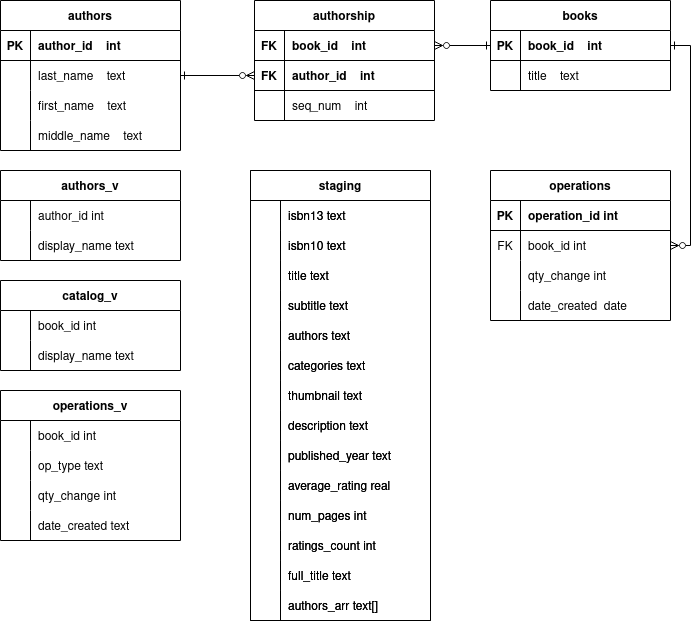 authors
PK author_id int
last_name text
first_name text
middle_name text
authorship
FK book_id int
FK author_id int
seq_num int
books
PK book_id int
title text
authors_v
author_id int
display_name text
catalog_v
book_id int
display_name text
operations_v
book_id int
op_type text
qty_change int
date_created text
staging
isbn13 text
isbn10 text
title text
subtitle text
authors text
categories text
thumbnail text
description text
published_year text
average_rating real
num_pages int
ratings_count int
full_title text
authors_arr text[]
operations
PK operation_id int
FK book_id int
qty_change int
date_created date